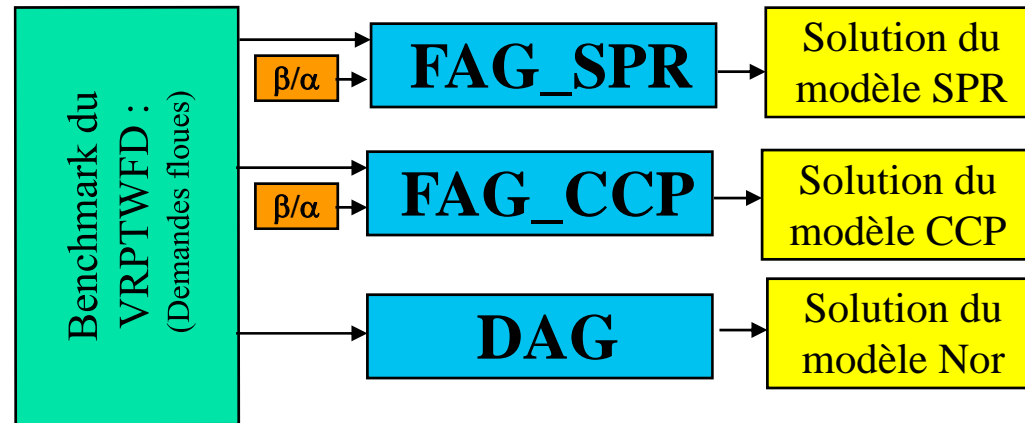 Benchmark du
VRPTWFD :
(Demandes floues)
β/α
FAG_SPR
Solution du
modèle SPR
β/α
FAG_CCP
Solution du
modèle CCP
DAG
Solution du
modèle Nor